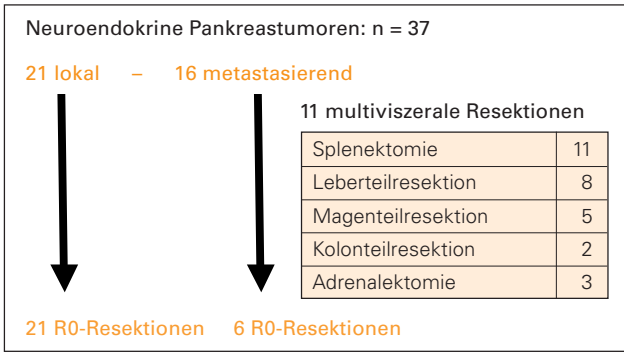 Neuroendokrine Pankreastumoren: n = 37
21 lokal – 16 metastasierend
11 multiviszerale Resektionen
Splenektomie 11
Leberteilresektion 8
Magenteilresektion 5
Kolonteilresektion 2
Adrenalektomie 3
21 R0-Resektionen 6 R0-Resektionen